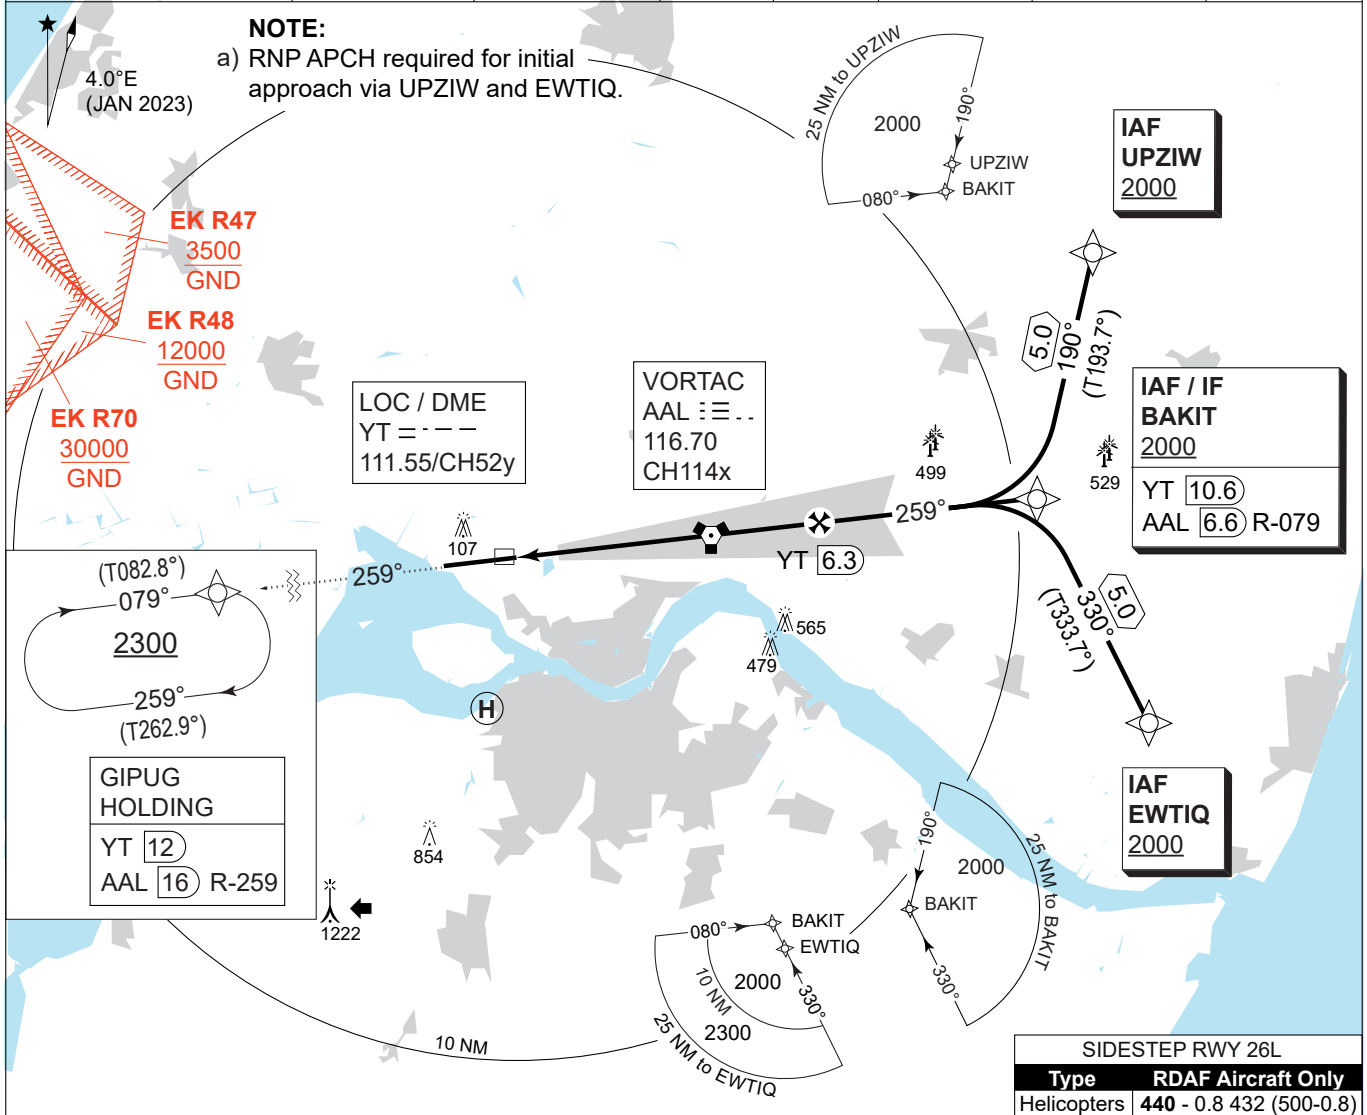 NOTE:
a) RNP APCH required for initial
approach via UPZIW and EWTIQ.
4.0°E
(JAN 2023)
25 NM to UPZIW
2000
190°
UPZIW
BAKIT
080°
IAF
UPZIW
2000
EK R47
3500
GND
EK R48
12000
GND
EK R70
30000
GND
5.0
190°
(T193.7°)
LOC / DME
YT
111.55/CH52y
VORTAC
AAL
116.70
CH114x
IAF / IF
BAKIT
2000
YT 10.6
AAL 6.6 R-079
499
529
259°
YT 6.3
107
259°
(T082.8°)
079°
2300
259°
(T262.9°)
5.0
330°
(T333.7°)
565
479
H
GIPUG
HOLDING
YT 12
AAL 16 R-259
IAF
EWTIQ
2000
854
1222
190°
2000
BAKIT
25 NM to BAKIT
330°
080°
BAKIT
EWTIQ
2000
10 NM
330°
2300
25 NM to EWTIQ
10 NM
SIDESTEP RWY 26L
Type RDAF Aircraft Only
Helicopters 440 - 0.8 432 (500-0.8)